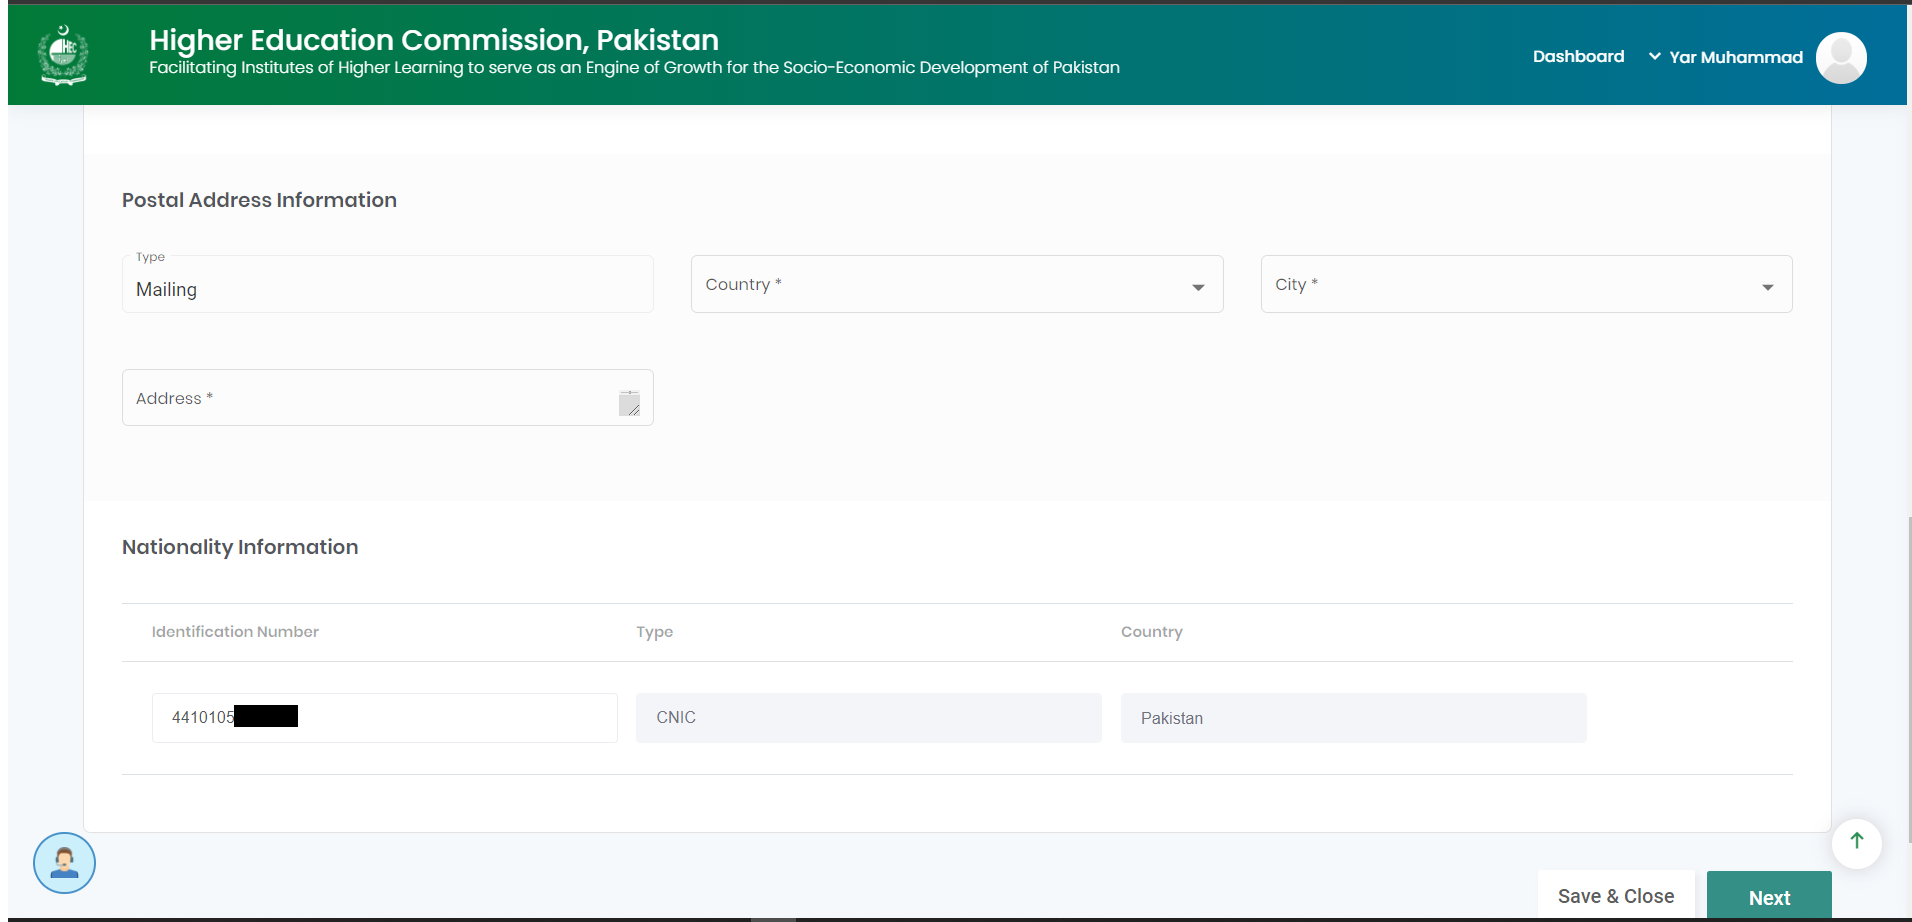 Higher Education Commission, Pakistan
Facilitating Institutes of Higher Learning to serve as an Engine of Growth for the Socio-Economic Development of Pakistan
Dashboard
Yar Muhammad
HEC
Postal Address Information
Type
Mailing
Country *
City *
Address *
Nationality Information
Identification Number Type Country
4410105 CNIC Pakistan
Save & Close
Next